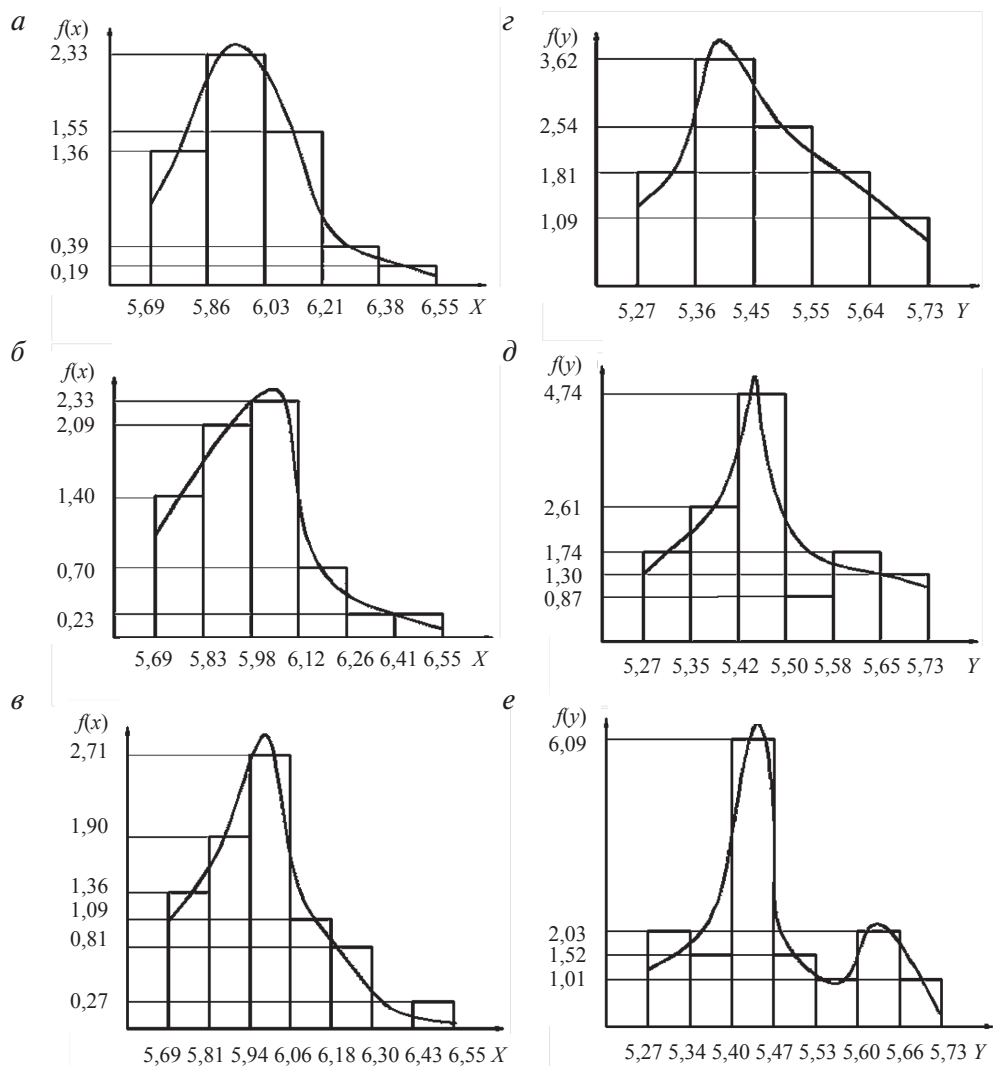 а
f(x)
2,33
1,55
1,36
0,39
0,19
5,69 5,86 6,03 6,21 6,38 6,55 X
г
f(y)
3,62
2,54
1,81
1,09
5,27 5,36 5,45 5,55 5,64 5,73 Y
б
f(x)
2,33
2,09
1,40
0,70
0,23
5,69 5,83 5,98 6,12 6,26 6,41 6,55 X
д
f(y)
4,74
2,61
1,74
1,30
0,87
5,27 5,35 5,42 5,50 5,58 5,65 5,73 Y
в
f(x)
2,71
1,90
1,36
1,09
0,81
0,27
5,69 5,81 5,94 6,06 6,18 6,30 6,43 6,55 X
е
f(y)
6,09
2,03
1,52
1,01
5,27 5,34 5,40 5,47 5,53 5,60 5,66 5,73 Y